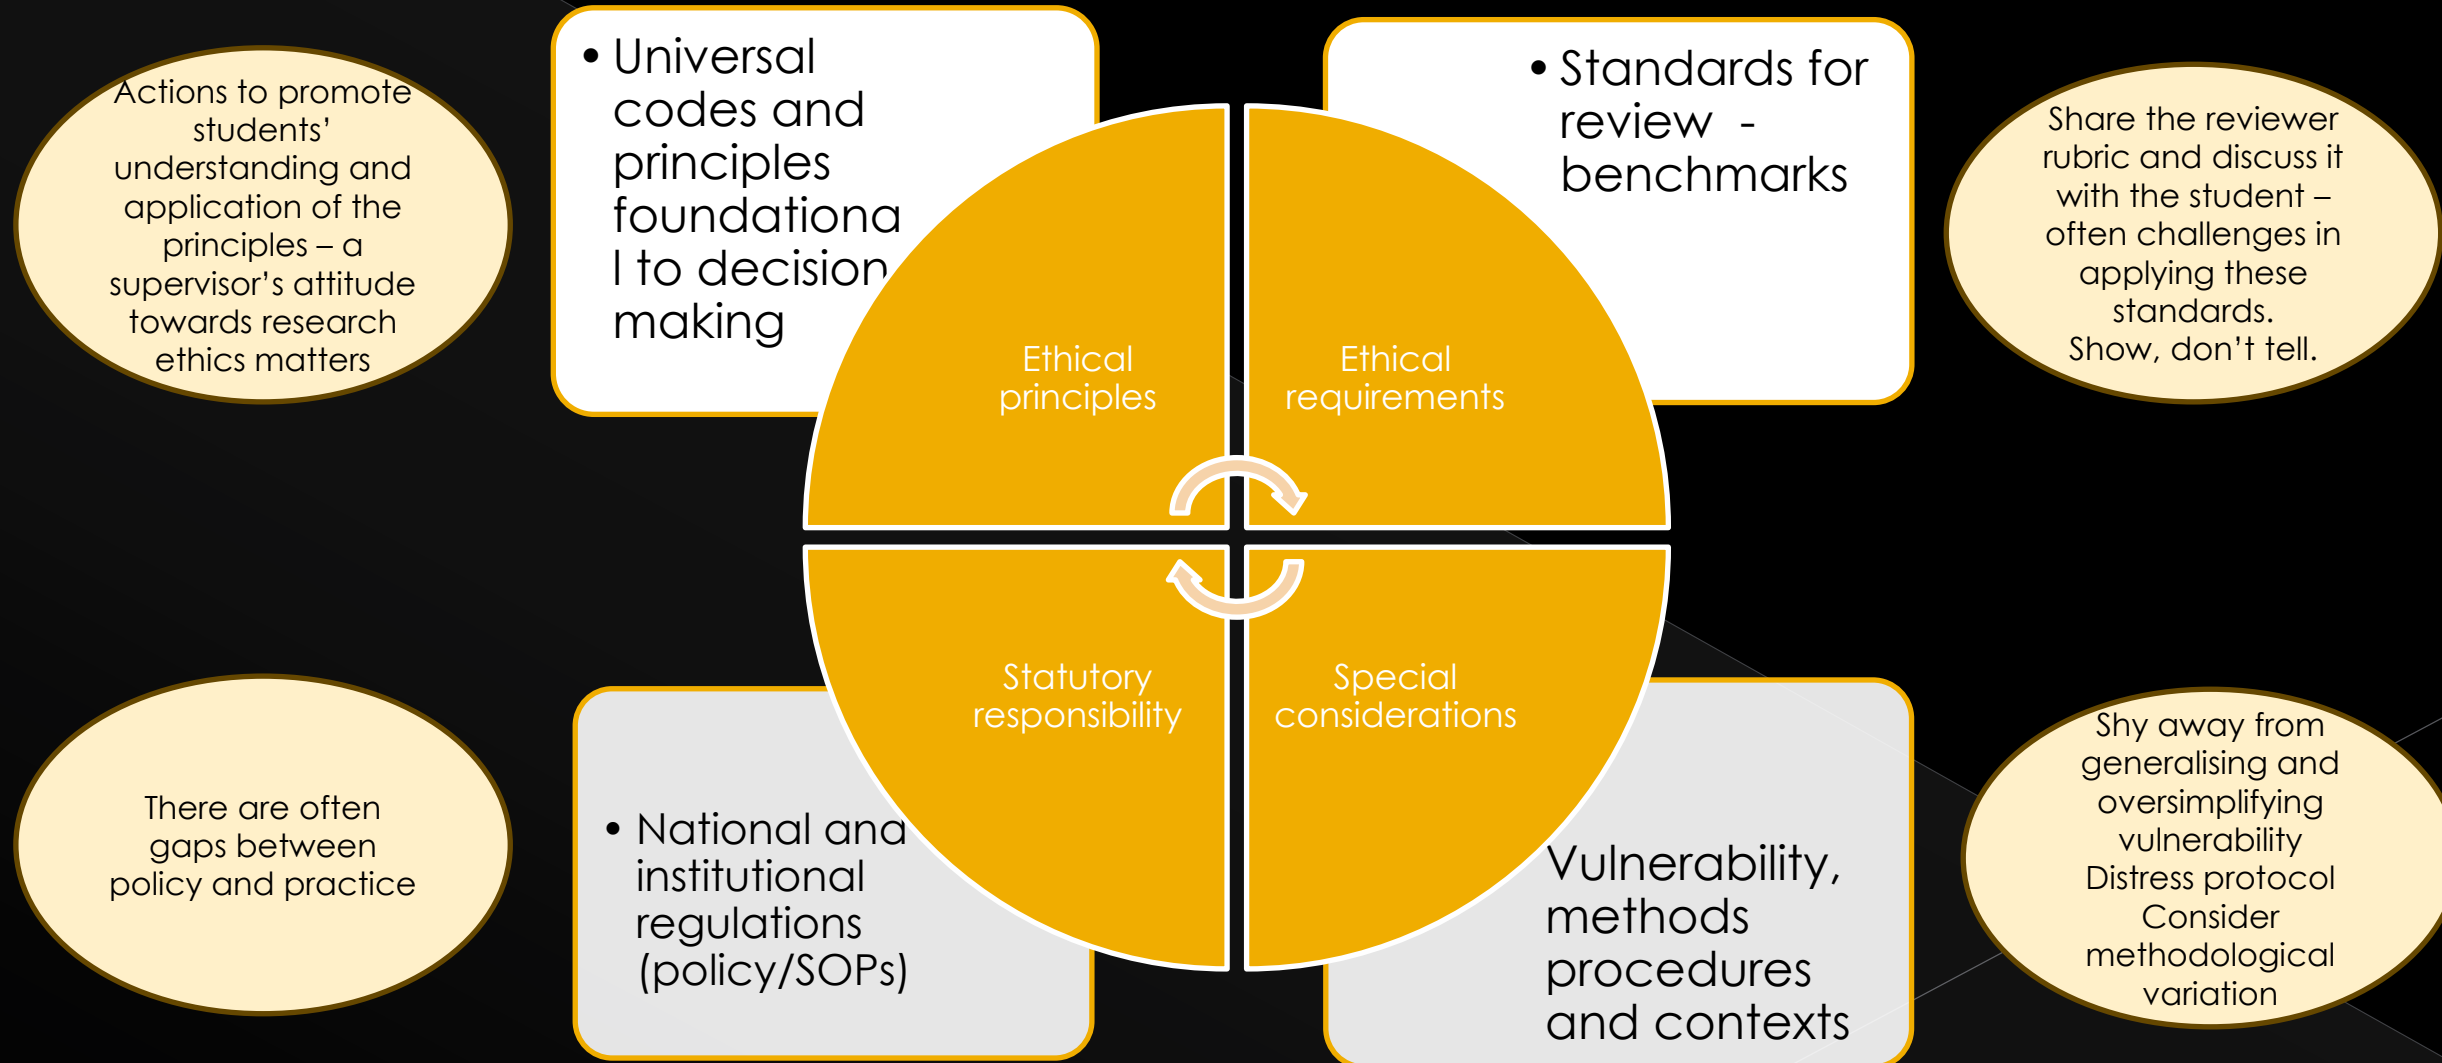 Actions to promote
students'
understanding and
application of the
principles – a
supervisor's attitude
towards research
ethics matters
• Universal
codes and
principles
foundationa
l to decision
making
• Standards for
review -
benchmarks
Share the reviewer
rubric and discuss it
with the student –
often challenges in
applying these
standards.
Show, don't tell.
Ethical
principles
Ethical
requirements
Statutory
responsibility
Special
considerations
There are often
gaps between
policy and practice
• National and
institutional
regulations
(policy/SOPs)
Vulnerability,
methods
procedures
and contexts
Shy away from
generalising and
oversimplifying
vulnerability
Distress protocol
Consider
methodological
variation